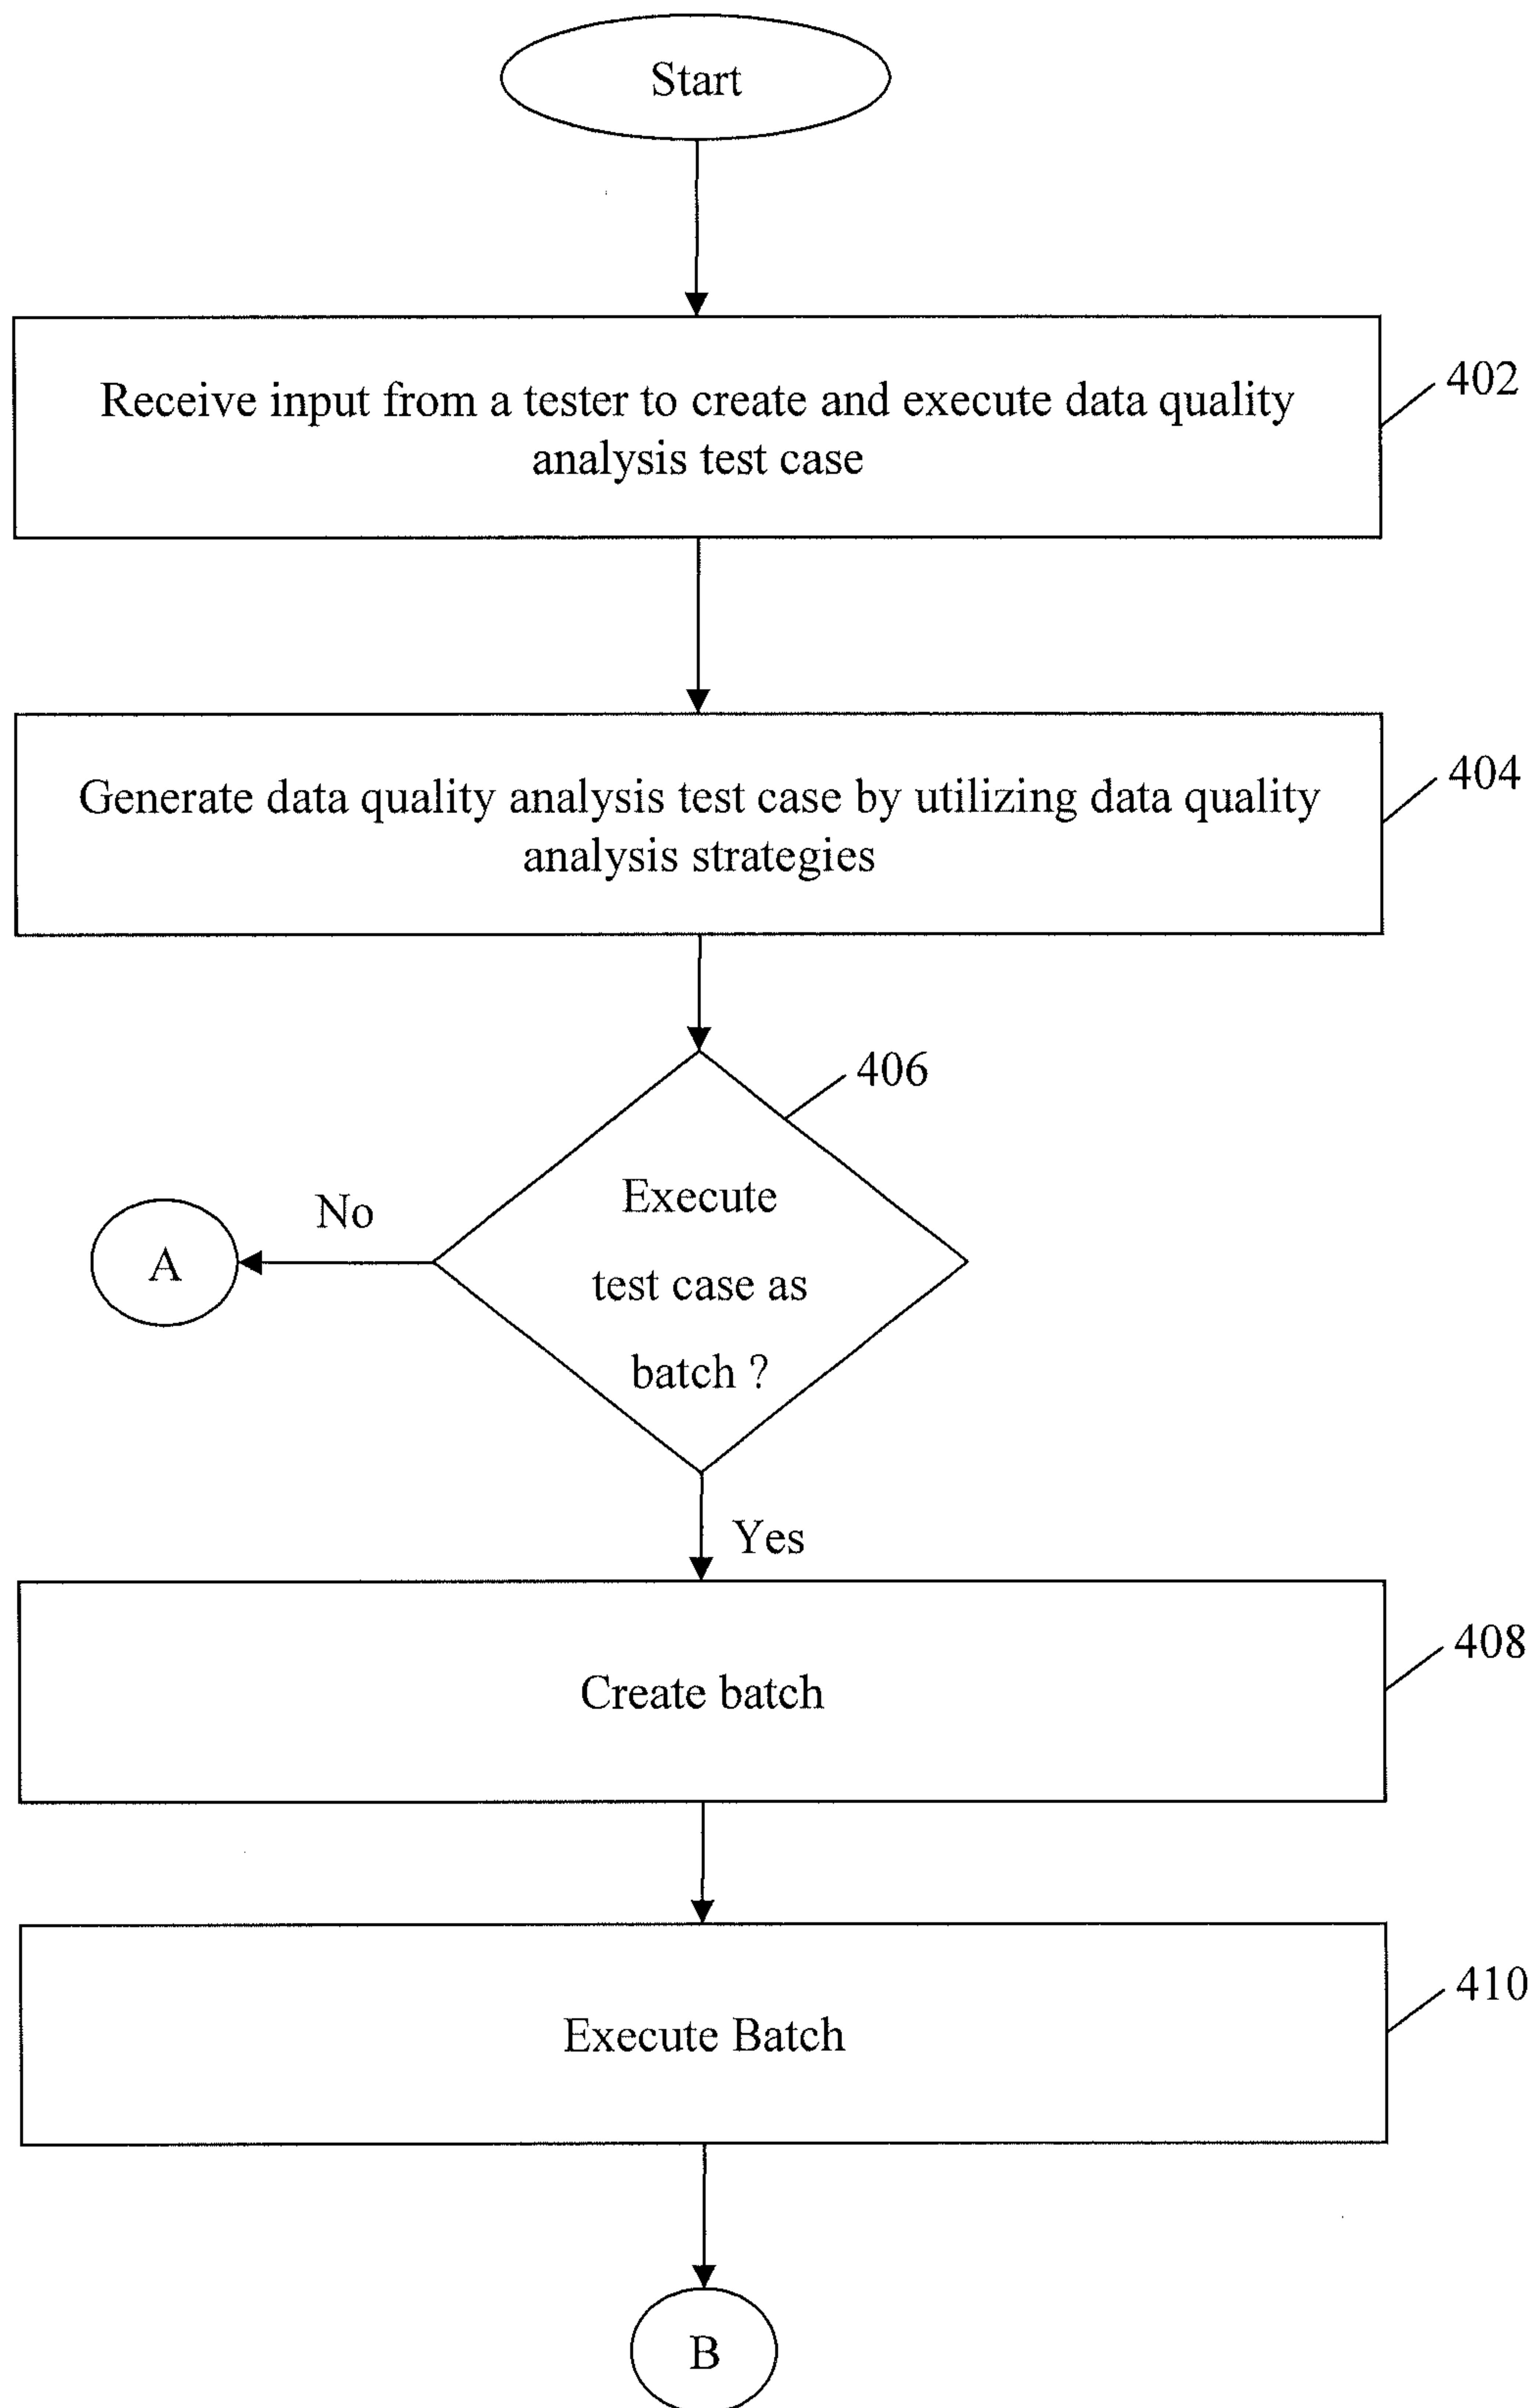 Start
Receive input from a tester to create and execute data quality
analysis test case
402
Generate data quality analysis test case by utilizing data quality
analysis strategies
404
406
Execute
test case as
batch ?
No
A
Yes
Create batch
408
Execute Batch
410
B